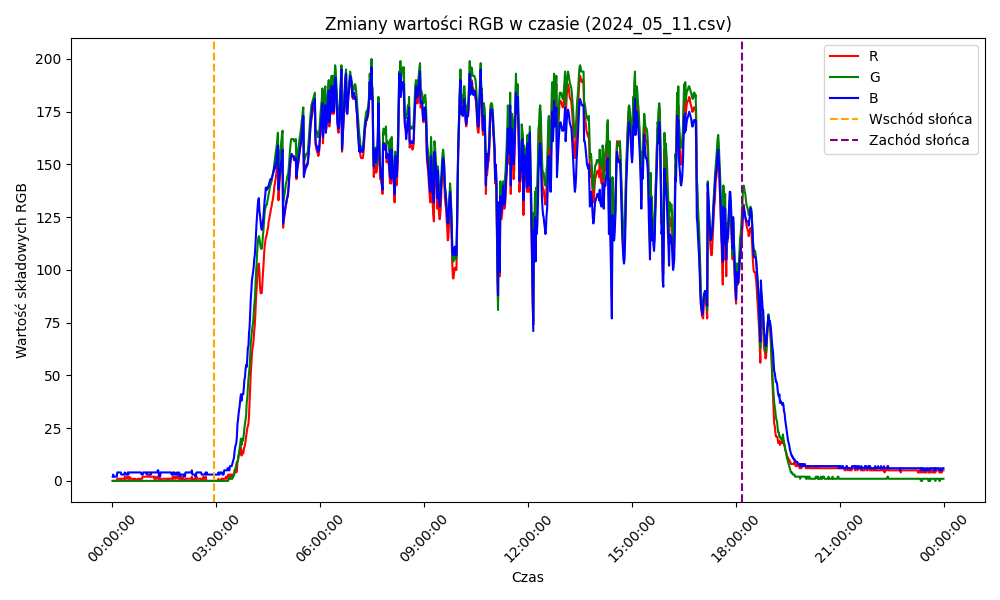 Zmiany wartości RGB w czasie (2024_05_11.csv)
Wartość składowych RGB
200
175
150
125
100
75
50
25
0
R
G
B
Wschód słońca
Zachód słońca
00:00:00
03:00:00
06:00:00
09:00:00
12:00:00
15:00:00
18:00:00
21:00:00
00:00:00
Czas